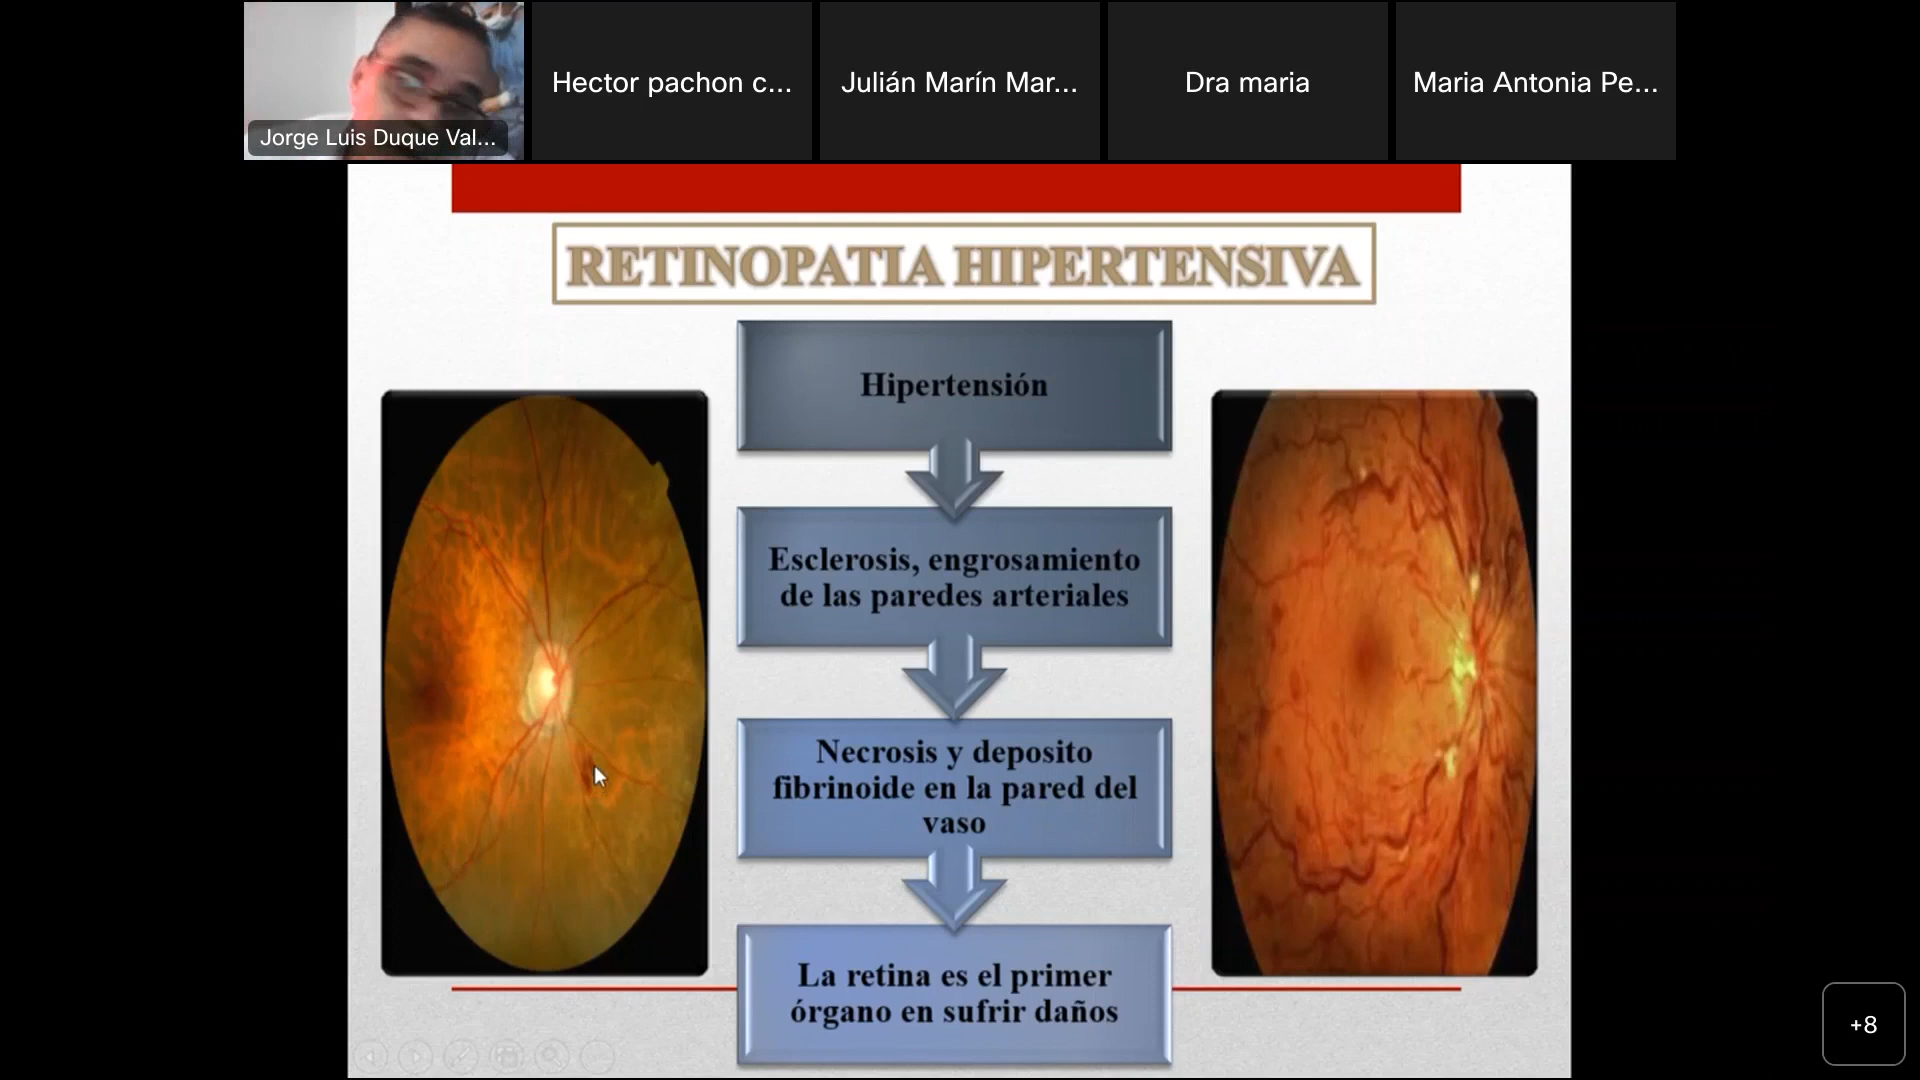 Jorge Luis Duque Val...
Hector pachon c...
Julián Marín Mar...
Dra maria
Maria Antonia Pe...
RETINOPATIA HIPERTENSIVA
Hipertensión
Esclerosis, engrosamiento
de las paredes arteriales
Necrosis y deposito
fibrinoide en la pared del
vaso
La retina es el primer
órgano en sufrir daños
+8